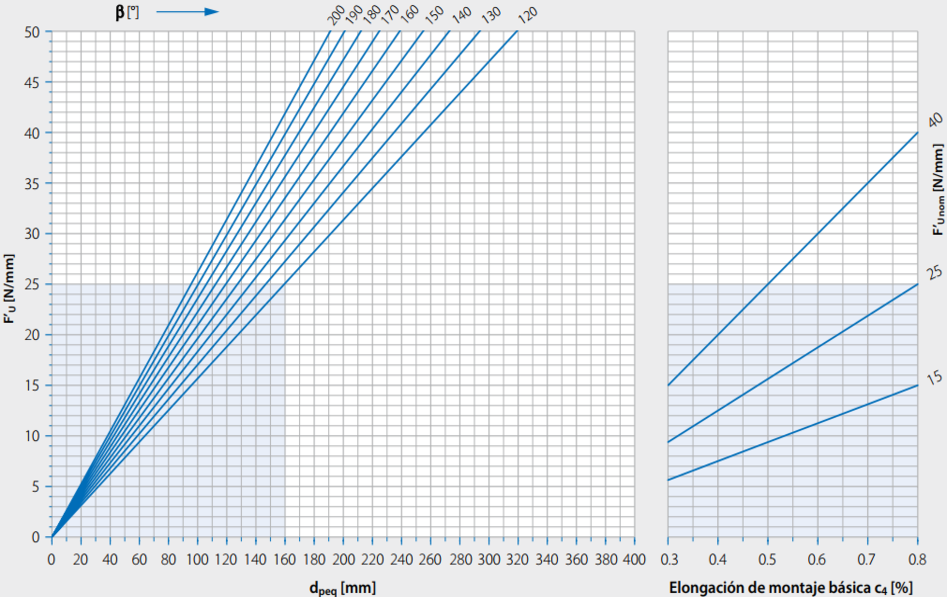 β [°]
200 190 180 170 160 150 140 130 120
F'U [N/mm]
50
45
40
35
30
25
20
15
10
5
0
0 20 40 60 80 100 120 140 160 180 200 220 240 260 280 300 320 340 360 380 400
dpeq [mm]
40
25
15
F'Unom [N/mm]
0.3 0.4 0.5 0.6 0.7 0.8
Elongación de montaje básica c4 [%]